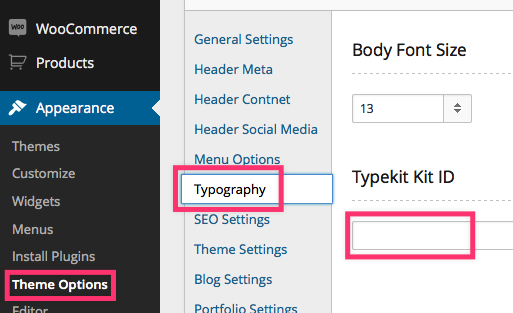 WOO
WooCommerce
Products
Appearance
Themes
Customize
Widgets
Menus
Install Plugins
Theme Options
Editor
General Settings
Header Meta
Header Contnet
Header Social Media
Menu Options
Typography
SEO Settings
Theme Settings
Blog Settings
Portfolio Settings
Body Font Size
13
Typekit Kit ID